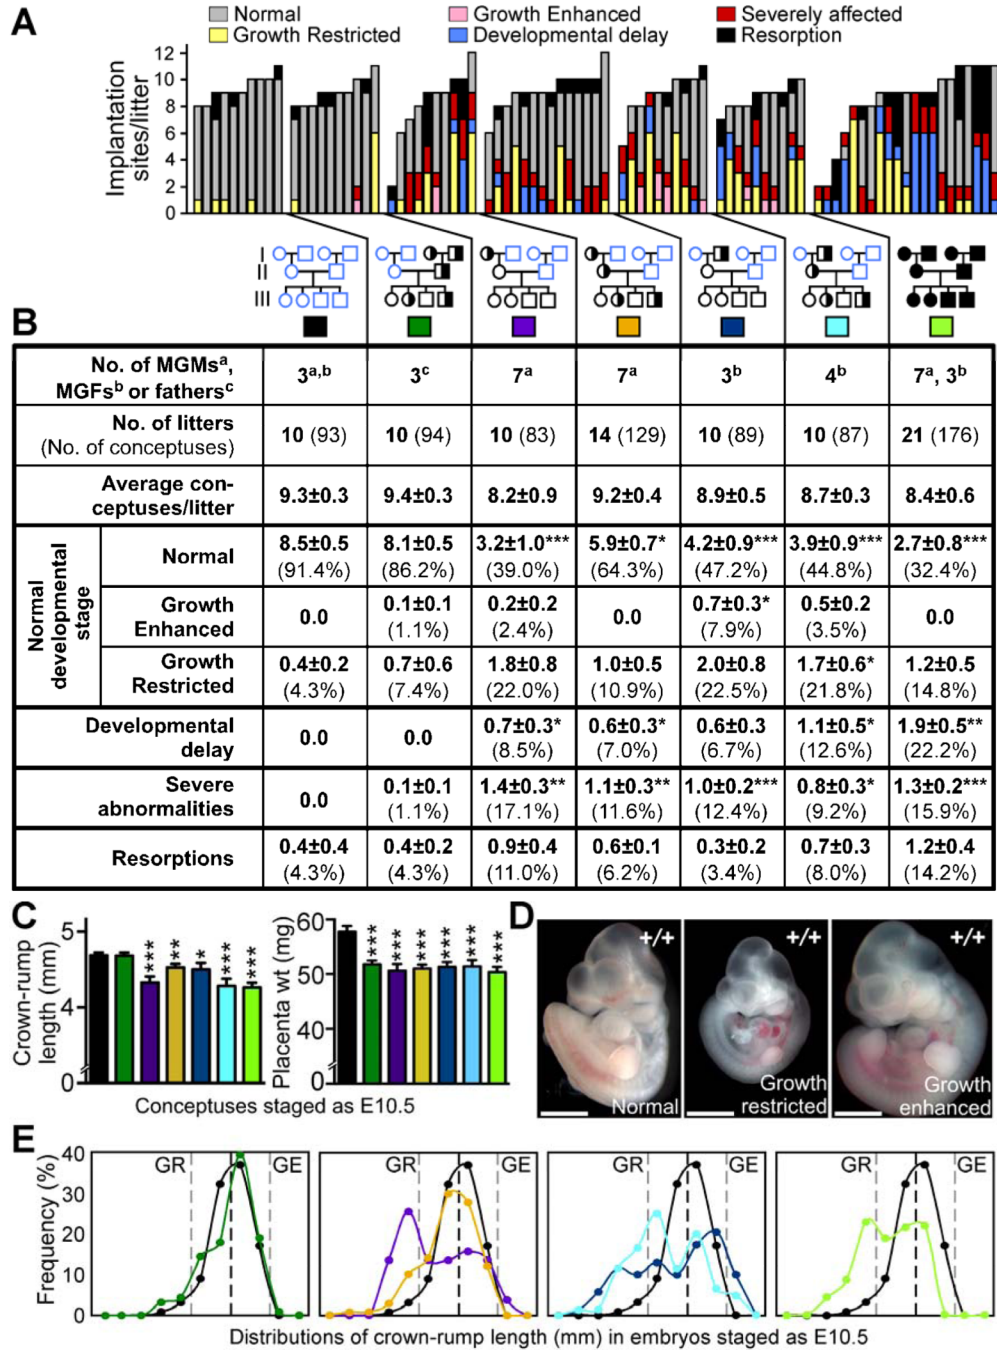 A
Normal
Growth Enhanced
Severely affected
Growth Restricted
Developmental delay
Resorption
Implantation
sites/litter
12
10
8
6
4
2
0
I
II
III
B
No. of MGMsᵃ,
MGFsᵇ or fathersᶜ
3ᵃ,ᵇ
3ᶜ
7ᵃ
7ᵃ
3ᵇ
4ᵇ
7ᵃ, 3ᵇ
No. of litters
(No. of conceptuses)
10 (93)
10 (94)
10 (83)
14 (129)
10 (89)
10 (87)
21 (176)
Average con-
ceptuses/litter
9.3±0.3
9.4±0.3
8.2±0.9
9.2±0.4
8.9±0.5
8.7±0.3
8.4±0.6
Normal
developmental
stage
Normal
8.5±0.5
(91.4%)
8.1±0.5
(86.2%)
3.2±1.0***
(39.0%)
5.9±0.7*
(64.3%)
4.2±0.9***
(47.2%)
3.9±0.9***
(44.8%)
2.7±0.8***
(32.4%)
Growth
Enhanced
0.0
0.1±0.1
(1.1%)
0.2±0.2
(2.4%)
0.0
0.7±0.3*
(7.9%)
0.5±0.2
(3.5%)
0.0
Growth
Restricted
0.4±0.2
(4.3%)
0.7±0.6
(7.4%)
1.8±0.8
(22.0%)
1.0±0.5
(10.9%)
2.0±0.8
(22.5%)
1.7±0.6*
(21.8%)
1.2±0.5
(14.8%)
Developmental
delay
0.0
0.0
0.7±0.3*
(8.5%)
0.6±0.3*
(7.0%)
0.6±0.3
(6.7%)
1.1±0.5*
(12.6%)
1.9±0.5**
(22.2%)
Severe
abnormalities
0.0
0.1±0.1
(1.1%)
1.4±0.3**
(17.1%)
1.1±0.3**
(11.6%)
1.0±0.2***
(12.4%)
0.8±0.3*
(9.2%)
1.3±0.2***
(15.9%)
Resorptions
0.4±0.4
(4.3%)
0.4±0.2
(4.3%)
0.9±0.4
(11.0%)
0.6±0.1
(6.2%)
0.3±0.2
(3.4%)
0.7±0.3
(8.0%)
1.2±0.4
(14.2%)
C
Crown-rump
length (mm)
5
4
0
***
**
*
***
***
Placenta wt (mg)
60
50
40
0
***
***
***
***
***
***
Conceptuses staged as E10.5
D
+/+
Normal
+/+
Growth
restricted
+/+
Growth
enhanced
E
Frequency (%)
40
30
20
10
0
GR
GE
GR
GE
GR
GE
GR
GE
Distributions of crown-rump length (mm) in embryos staged as E10.5